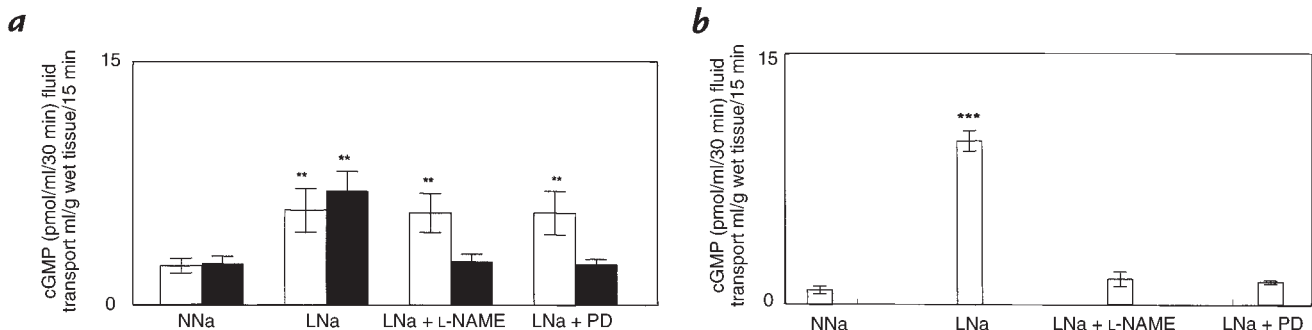 a
cGMP (pmol/ml/30 min) fluid
transport ml/g wet tissue/15 min
15
0
**
**
**
**
NNa
LNa
LNa + L-NAME
LNa + PD
b
cGMP (pmol/ml/30 min) fluid
transport ml/g wet tissue/15 min
15
0
***
NNa
LNa
LNa + L-NAME
LNa + PD